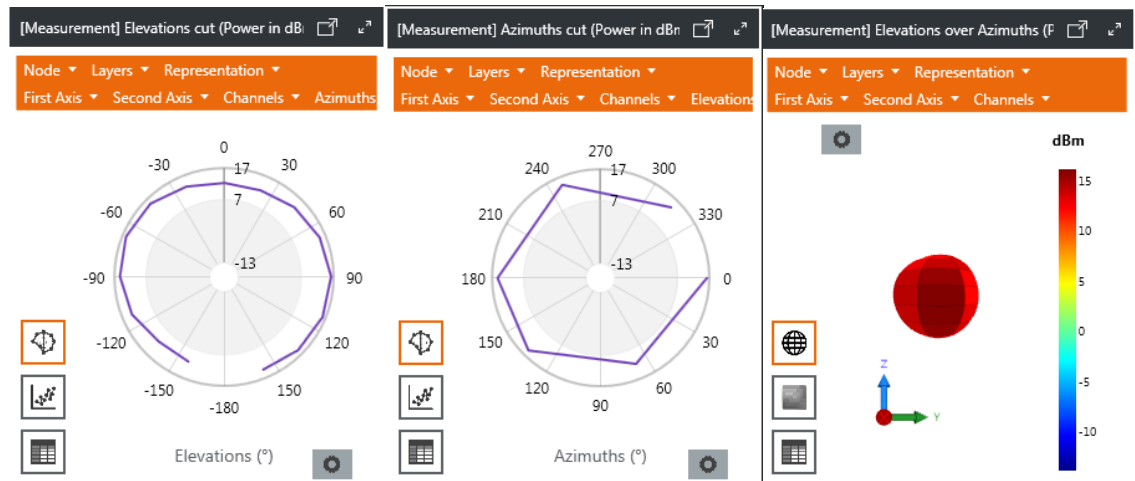 [Measurement] Elevations cut (Power in dBi
Node Layers Representation
First Axis Second Axis Channels Azimuths
0
-30 17 30
-60 7 60
-13
-90 90
-120 120
-150 150
-180
Elevations (°)
[Measurement] Azimuths cut (Power in dBn
Node Layers Representation
First Axis Second Axis Channels Elevations
270
240 17 300
210 7 330
-13
180 0
150 30
120 60
90
Azimuths (°)
[Measurement] Elevations over Azimuths (P
Node Layers Representation
First Axis Second Axis Channels
dBm
15
10
5
0
-5
-10
Z
Y